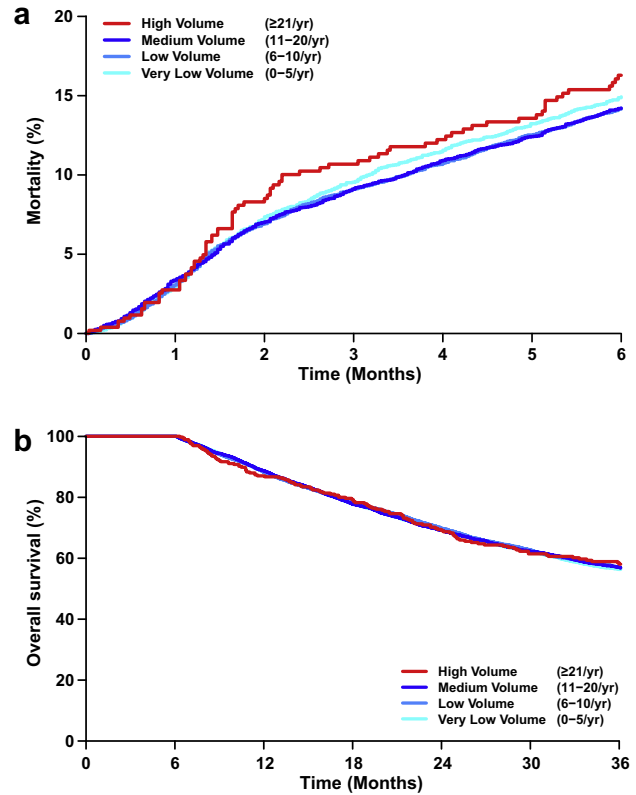 a
High Volume (≥21/yr)
Medium Volume (11−20/yr)
Low Volume (6−10/yr)
Very Low Volume (0−5/yr)
Mortality (%)
20
15
10
5
0
0 1 2 3 4 5 6
Time (Months)
b
Overall survival (%)
100
80
60
40
20
0
High Volume (≥21/yr)
Medium Volume (11−20/yr)
Low Volume (6−10/yr)
Very Low Volume (0−5/yr)
0 6 12 18 24 30 36
Time (Months)